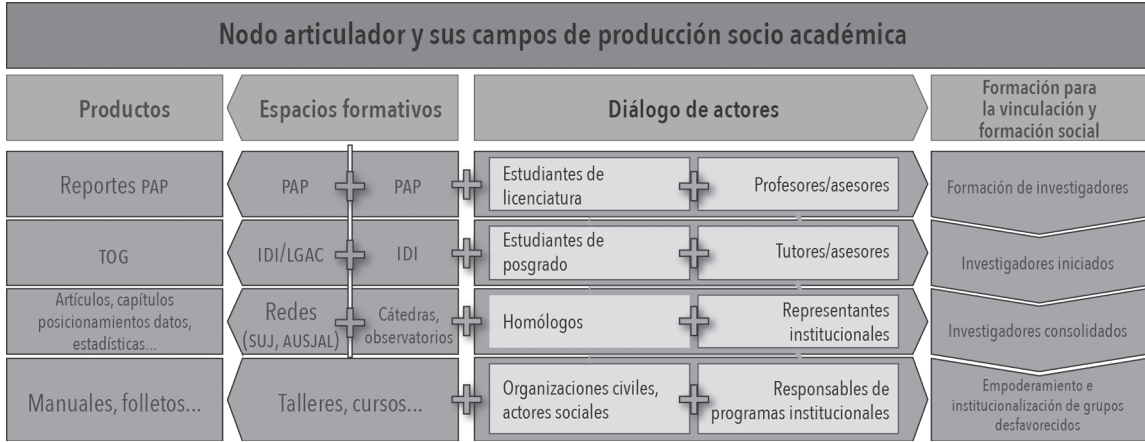 Nodo articulador y sus campos de producción socio académica
Productos
Espacios formativos
Diálogo de actores
Formación para
la vinculación y
formación social
Reportes PAP
PAP
PAP
Estudiantes de
licenciatura
Profesores/asesores
Formación de investigadores
TOG
IDI/LGAC
IDI
Estudiantes de
posgrado
Tutores/asesores
Investigadores iniciados
Artículos, capítulos
posicionamientos datos,
estadísticas...
Redes
(SUJ, AUSJAL)
Cátedras,
observatorios
Homólogos
Representantes
institucionales
Investigadores consolidados
Manuales, folletos...
Talleres, cursos...
Organizaciones civiles,
actores sociales
Responsables de
programas institucionales
Empoderamiento e
institucionalización de grupos
desfavorecidos